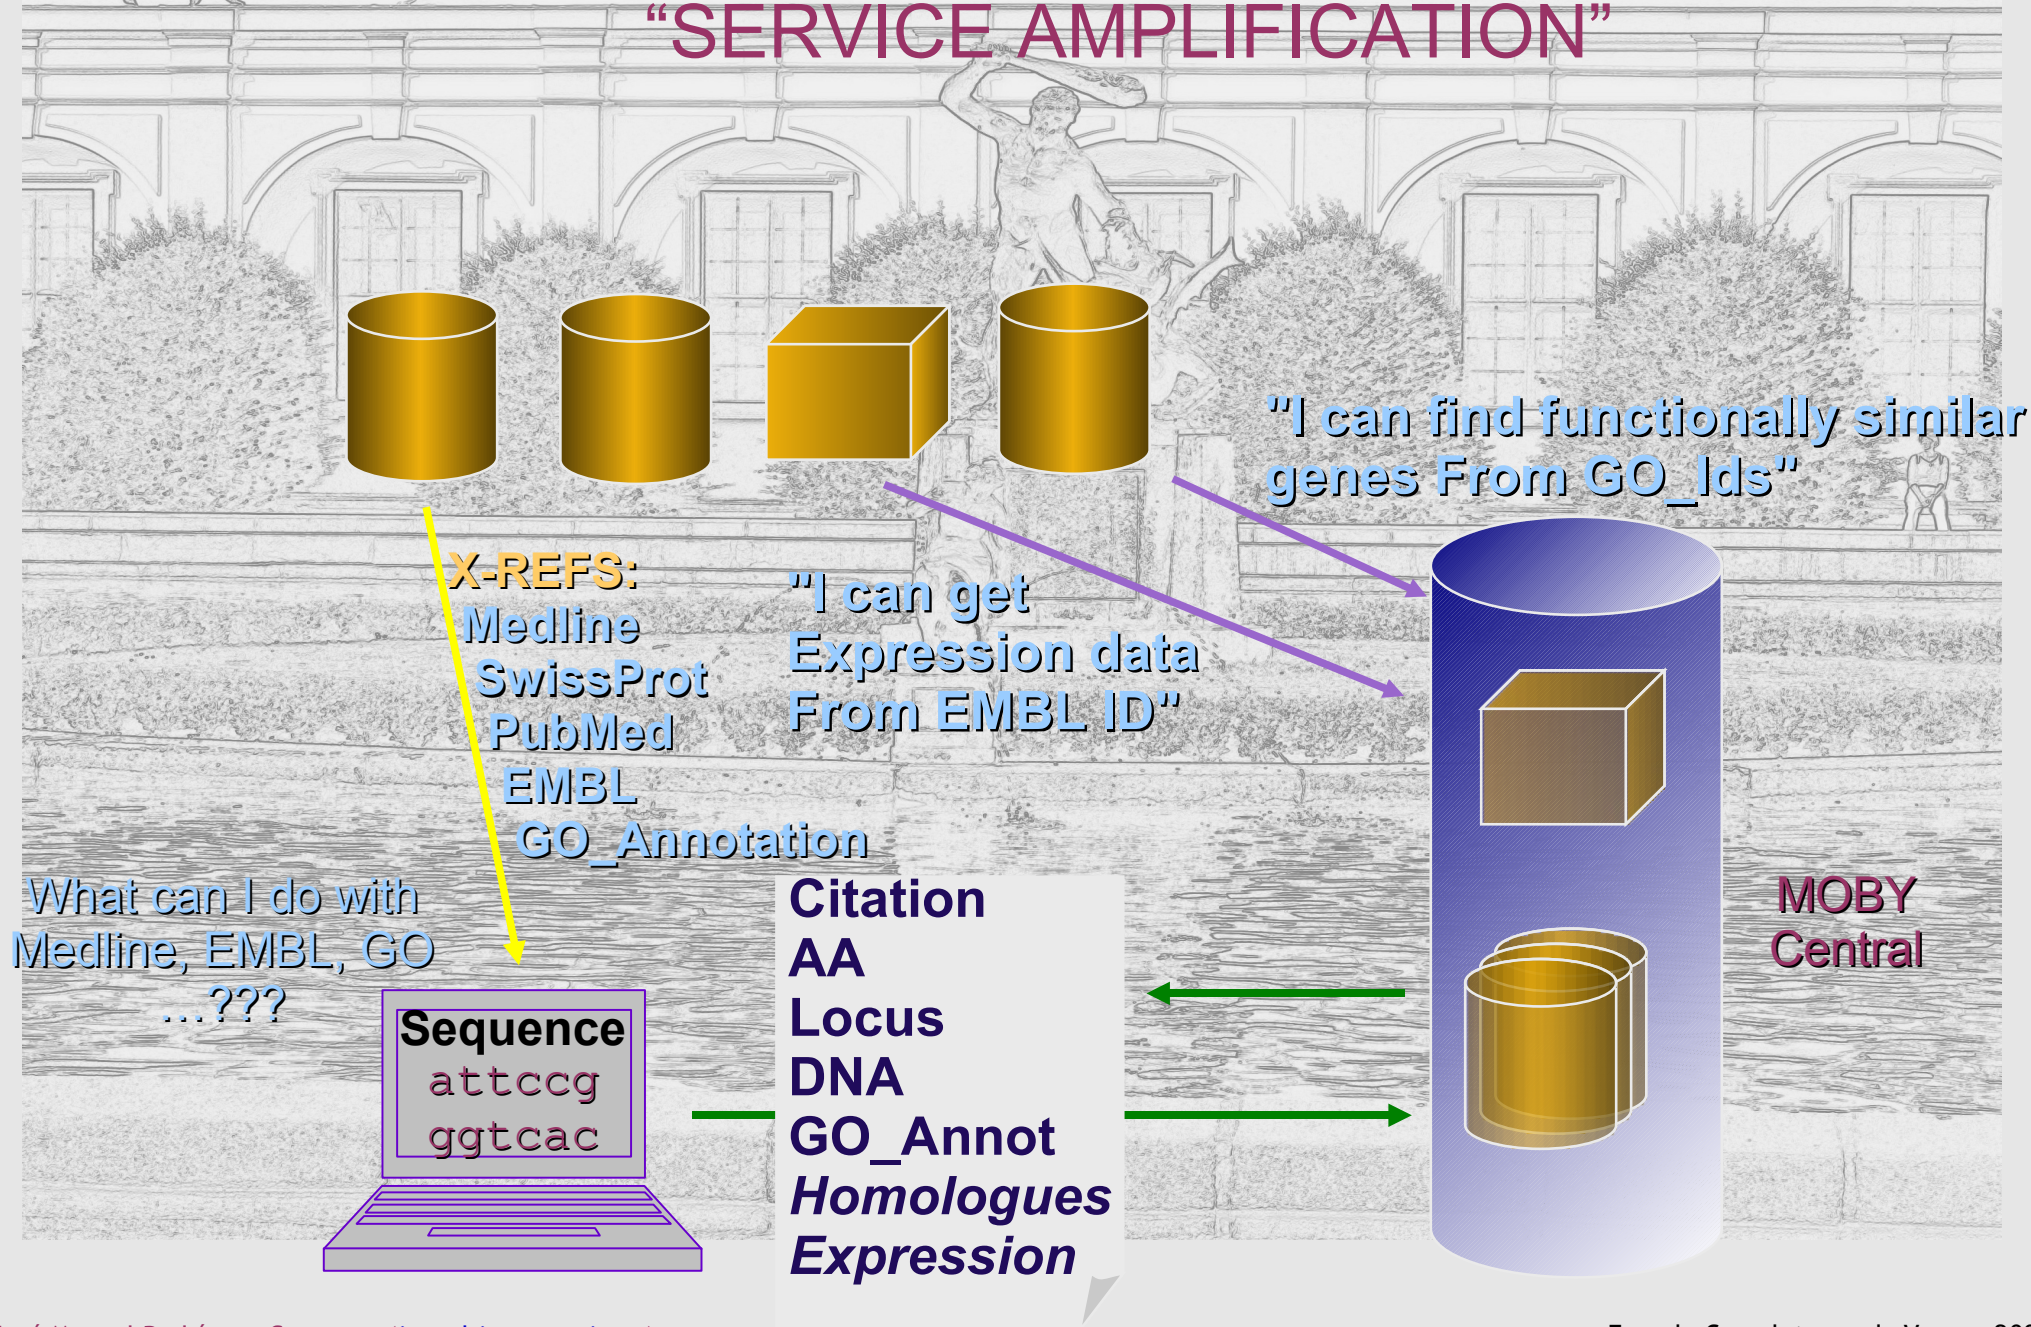 “SERVICE AMPLIFICATION”
"I can find functionally similar
genes From GO_Ids"
X-REFS:
Medline
SwissProt
PubMed
EMBL
GO_Annotation
"I can get
Expression data
From EMBL ID"
What can I do with
Medline, EMBL, GO
…???
Sequence
attccg
ggtcac
Citation
AA
Locus
DNA
GO_Annot
Homologues
Expression
MOBY
Central